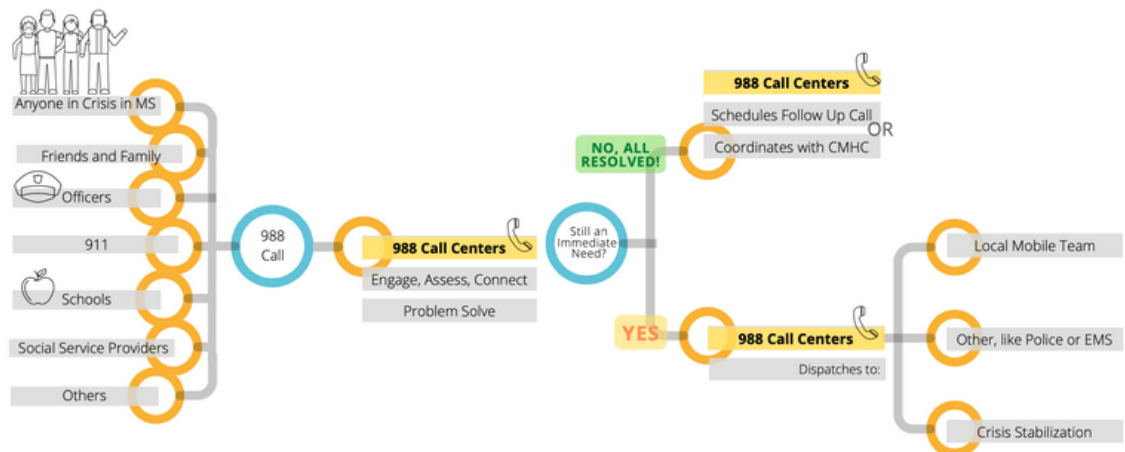 Anyone in Crisis in MS
Friends and Family
Officers
911
Schools
Social Service Providers
Others
988
Call
988 Call Centers
Engage, Assess, Connect
Problem Solve
Still an
Immediate
Need?
NO, ALL
RESOLVED!
988 Call Centers
Schedules Follow Up Call
OR
Coordinates with CMHC
YES
988 Call Centers
Dispatches to:
Local Mobile Team
Other, like Police or EMS
Crisis Stabilization